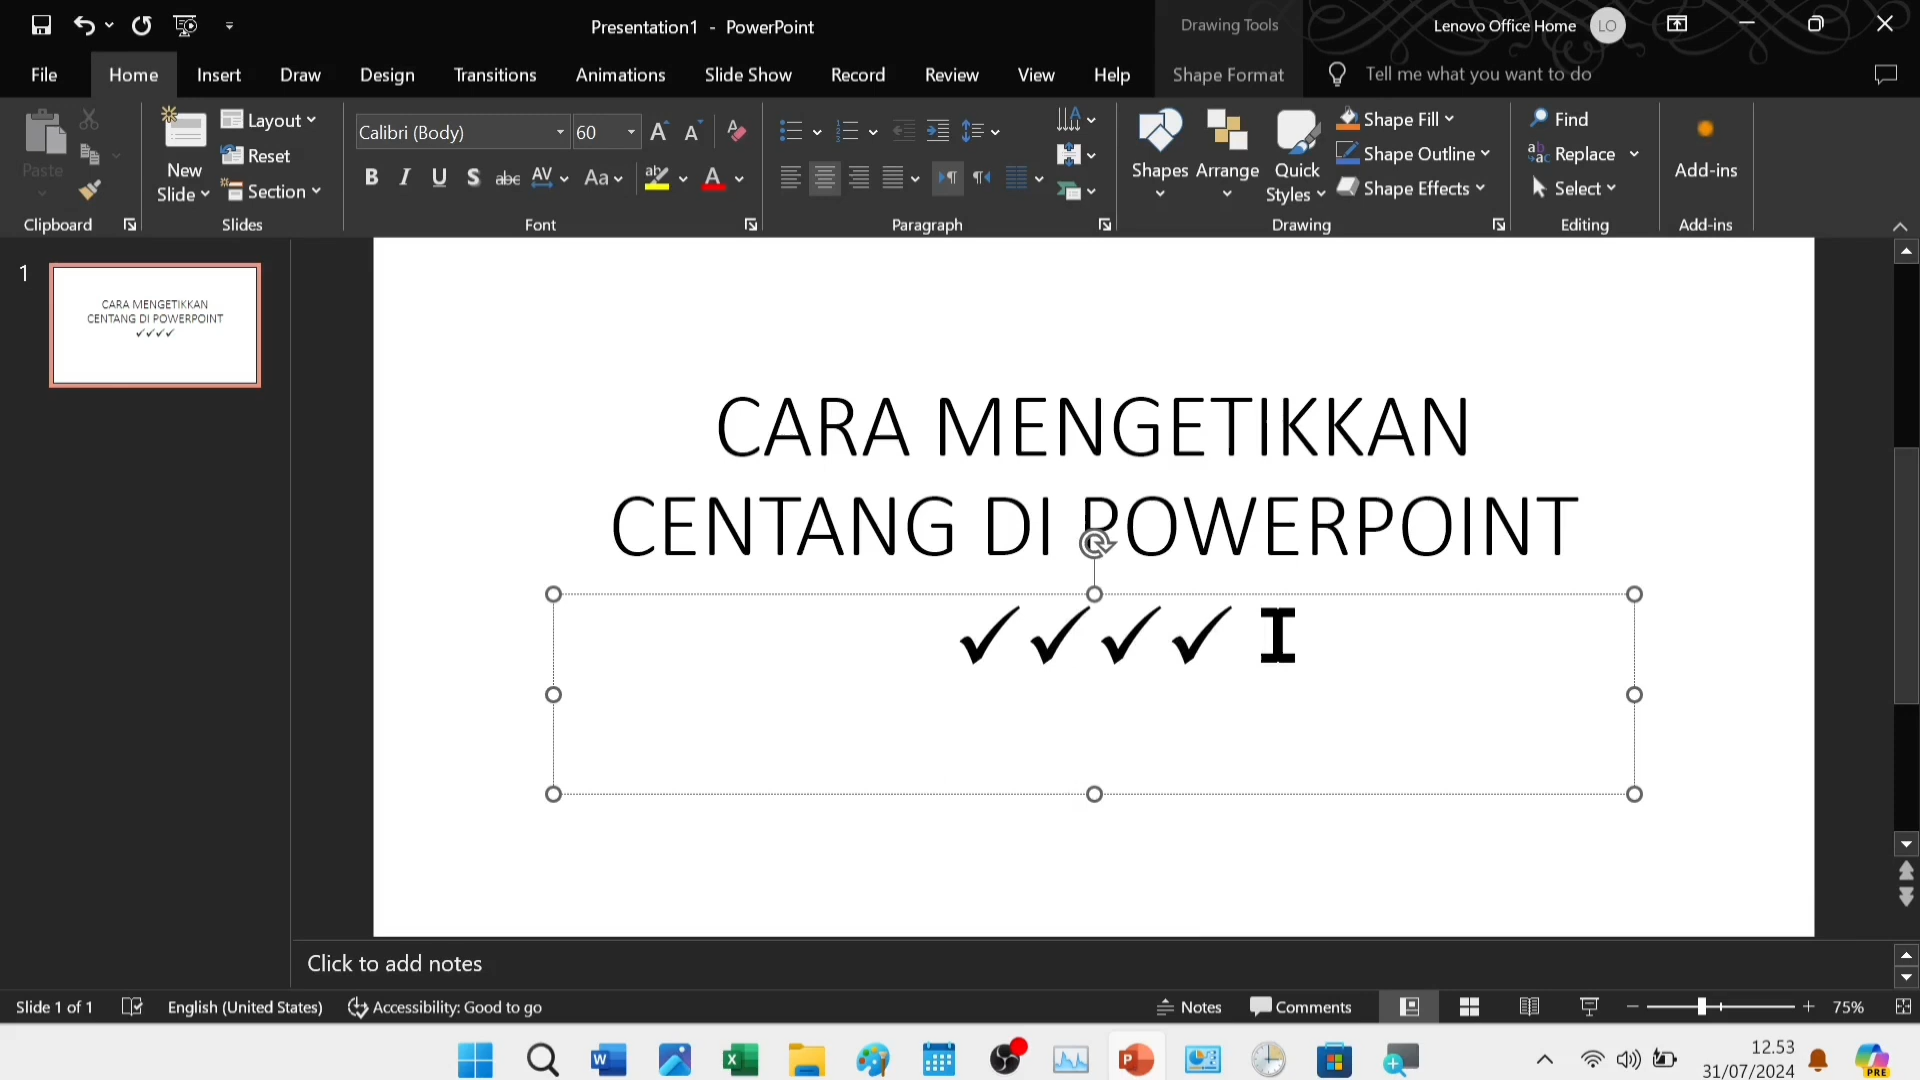 Presentation1 - PowerPoint
Drawing Tools
Lenovo Office Home
LO
File
Home
Insert
Draw
Design
Transitions
Animations
Slide Show
Record
Review
View
Help
Shape Format
Tell me what you want to do
Paste
Clipboard
New
Slide
Layout
Reset
Section
Slides
Calibri (Body)
60
Font
Paragraph
Shapes
Arrange
Quick
Styles
Shape Fill
Shape Outline
Shape Effects
Drawing
Find
Replace
Select
Editing
Add-ins
Add-ins
1
CARA MENGETIKKAN
CENTANG DI POWERPOINT
✓✓✓✓
CARA MENGETIKKAN
CENTANG DI POWERPOINT
✓✓✓✓
Click to add notes
Slide 1 of 1
English (United States)
Accessibility: Good to go
Notes
Comments
75%
12.53
31/07/2024
PRE